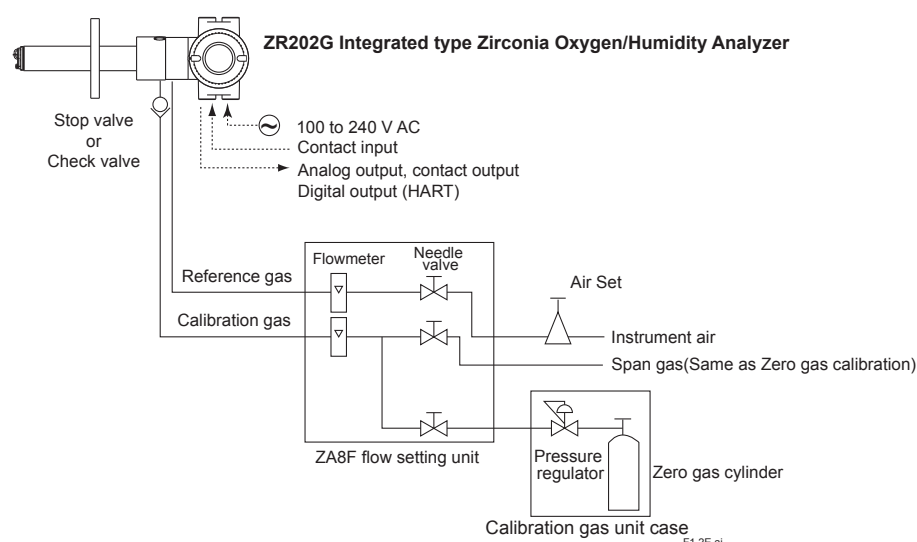 ZR202G Integrated type Zirconia Oxygen/Humidity Analyzer
Stop valve
or
Check valve
100 to 240 V AC
Contact input
Analog output, contact output
Digital output (HART)
Flowmeter
Needle
valve
Reference gas
Air Set
Calibration gas
Instrument air
Span gas(Same as Zero gas calibration)
ZA8F flow setting unit
Pressure
regulator
Zero gas cylinder
Calibration gas unit case